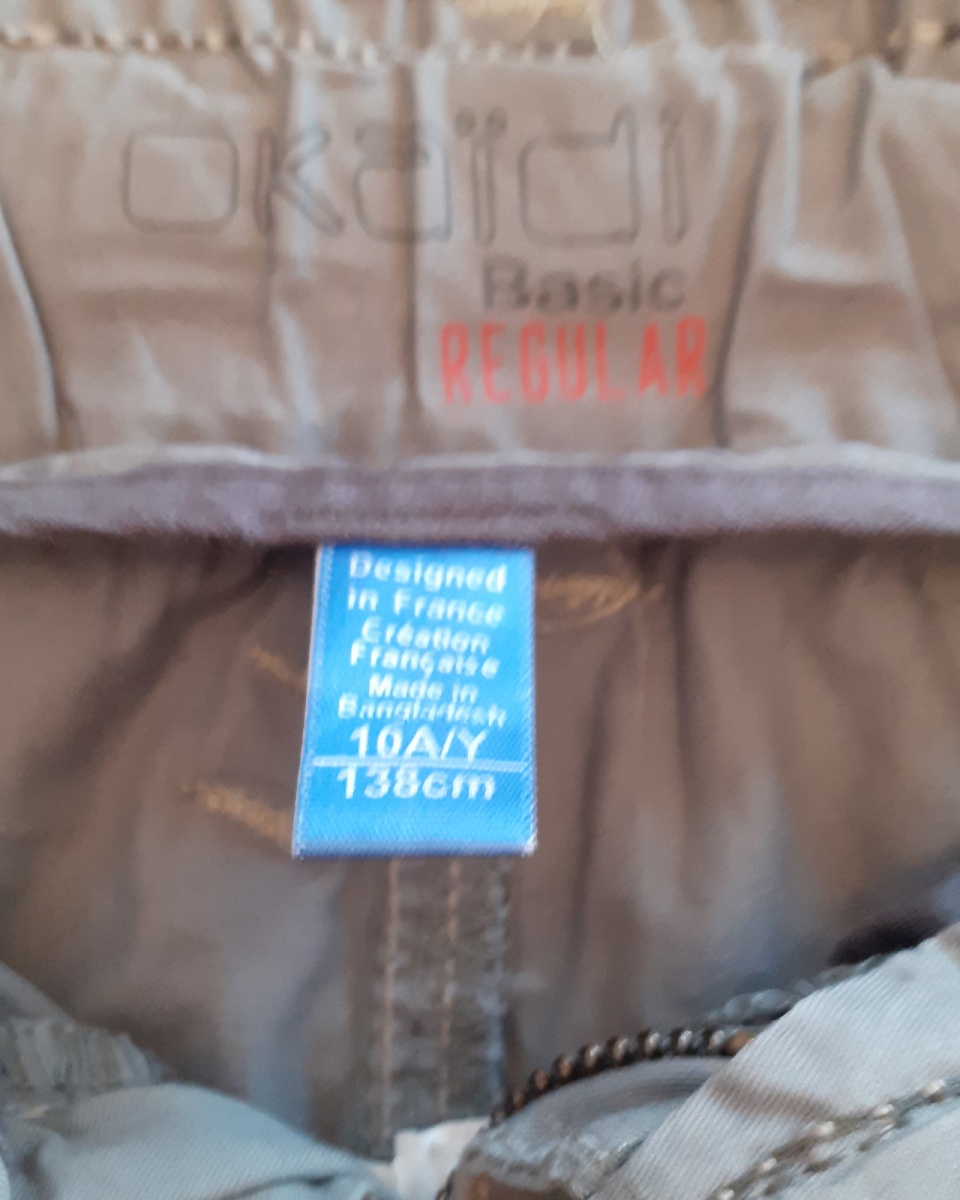 okaïdi
Basic
REGULAR
Designed
in France
Création
Française
Made in
Bangladesh
10A/Y
138cm